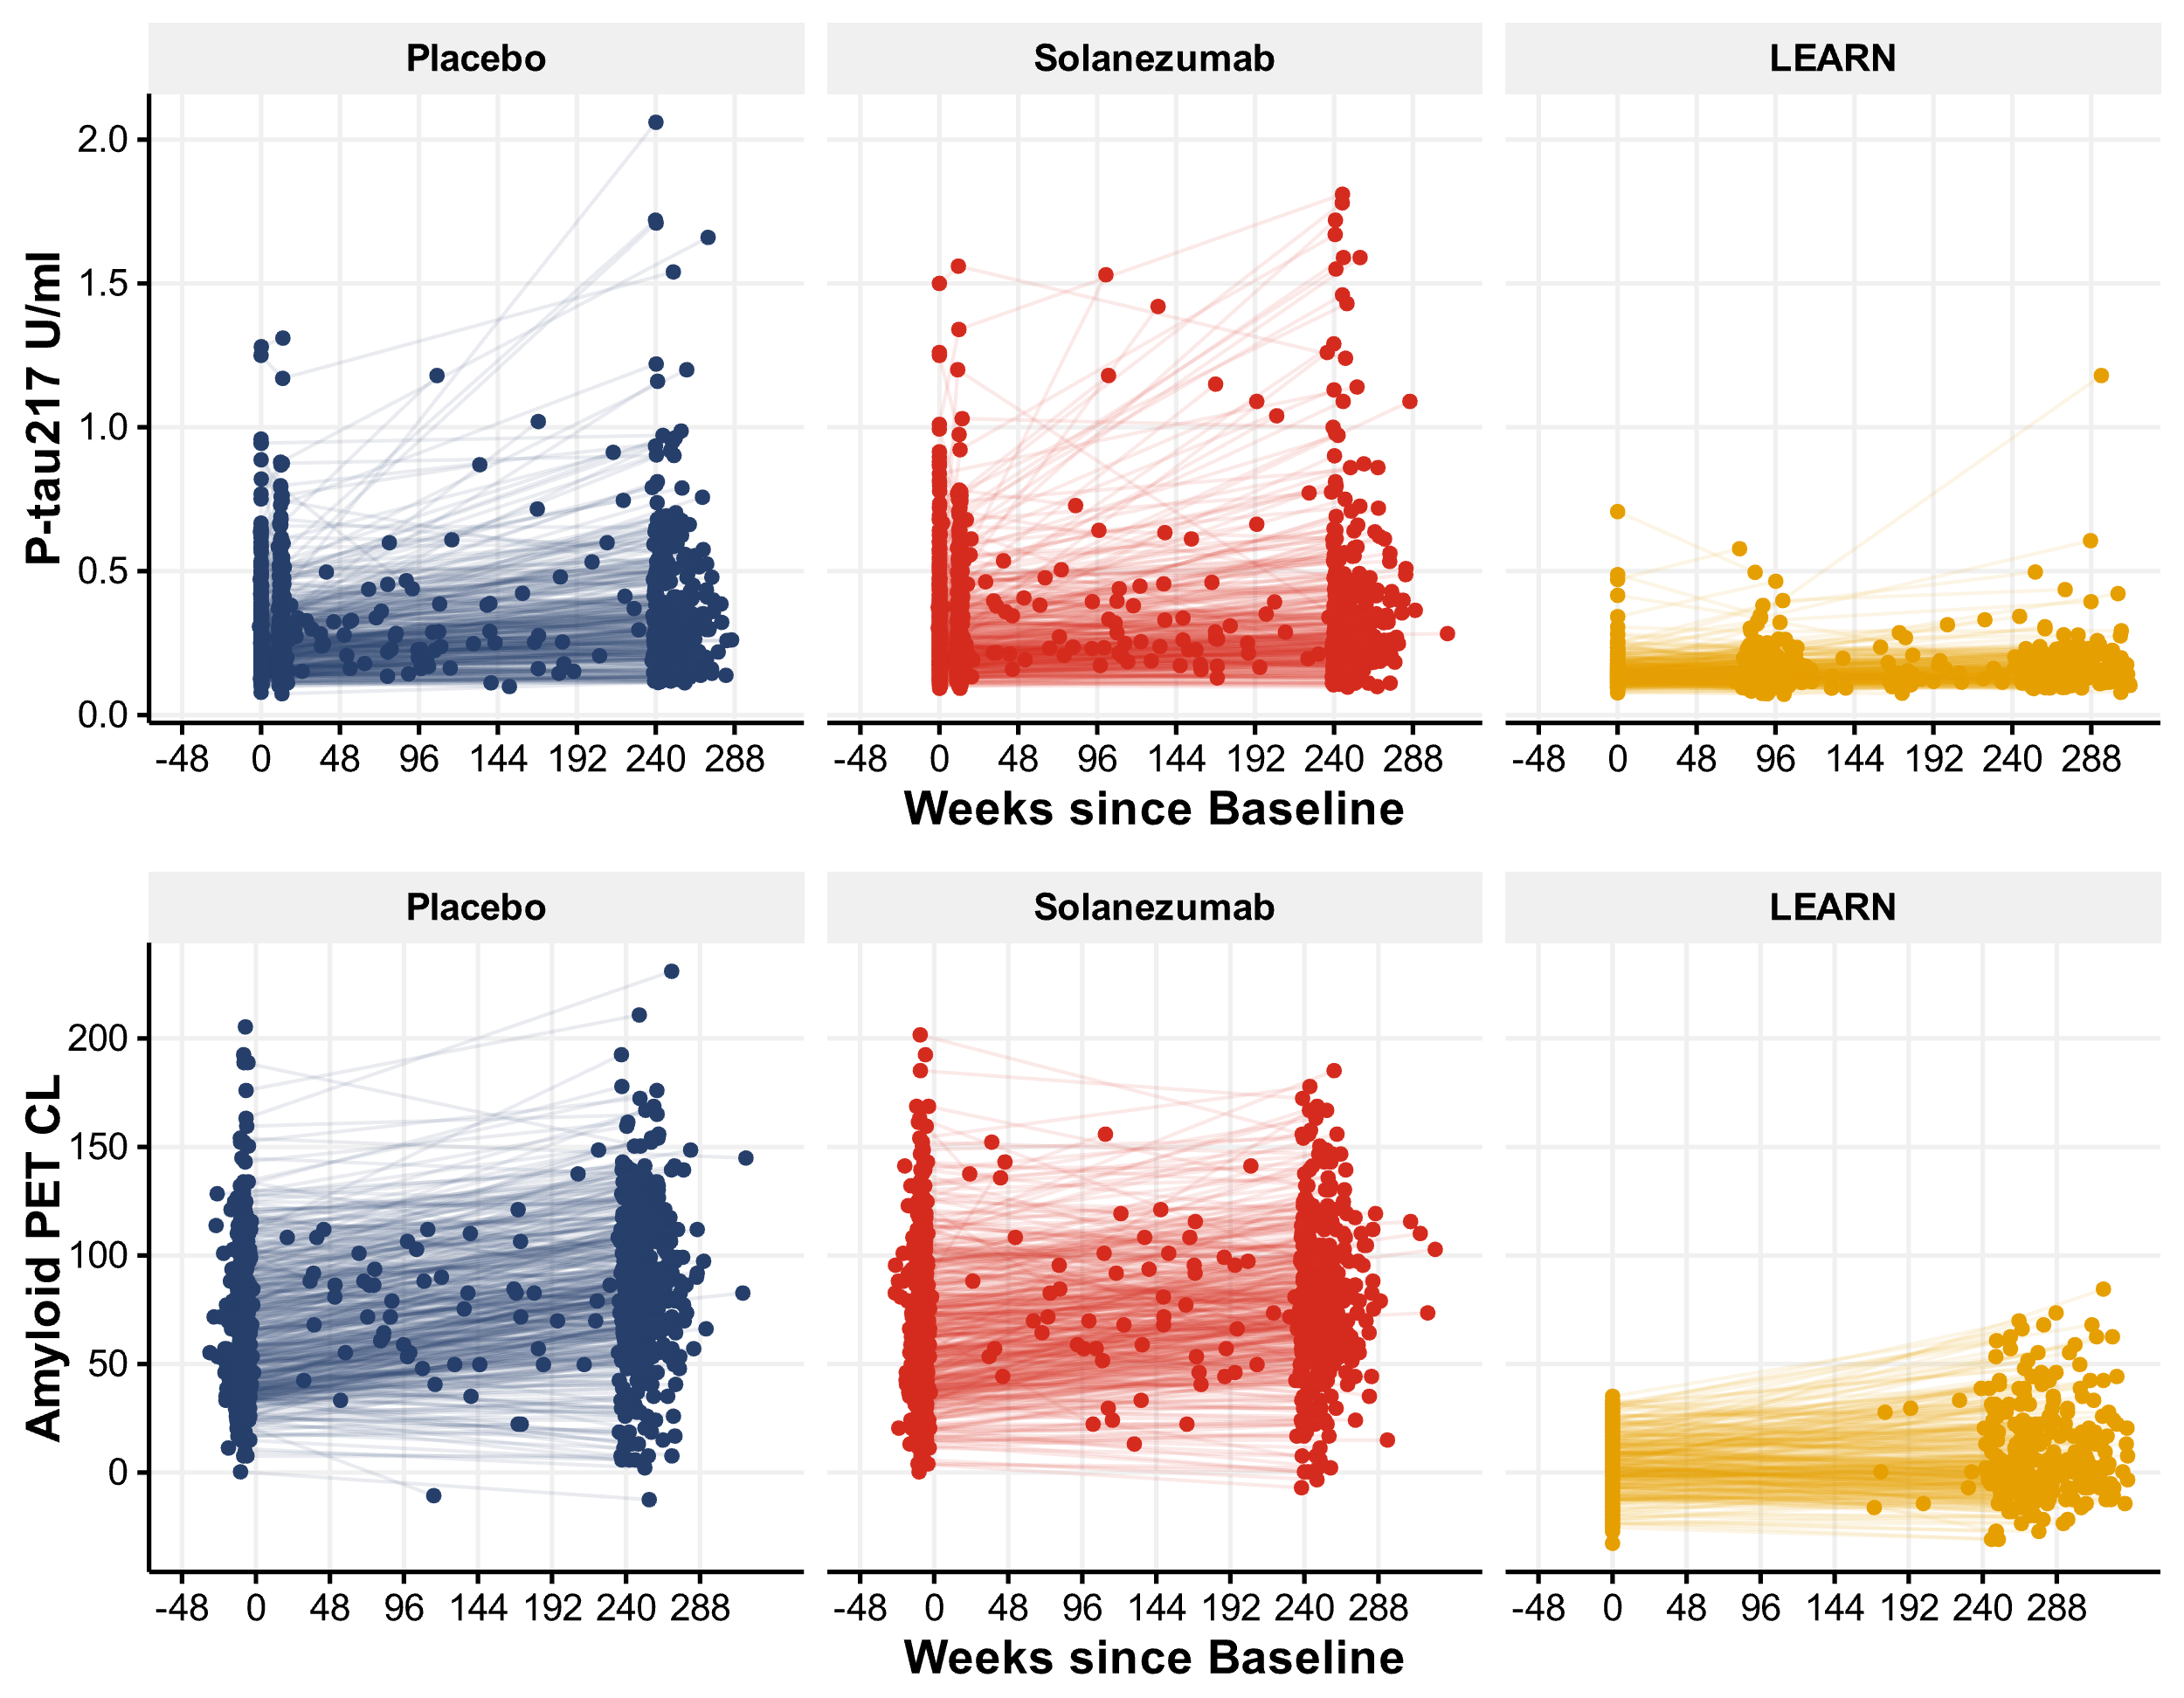 Placebo Solanezumab LEARN
P-tau217 U/ml
2.0
1.5
1.0
0.5
0.0
-48 0 48 96 144 192 240 288 -48 0 48 96 144 192 240 288 -48 0 48 96 144 192 240 288
Weeks since Baseline
Placebo Solanezumab LEARN
Amyloid PET CL
200
150
100
50
0
-48 0 48 96 144 192 240 288 -48 0 48 96 144 192 240 288 -48 0 48 96 144 192 240 288
Weeks since Baseline